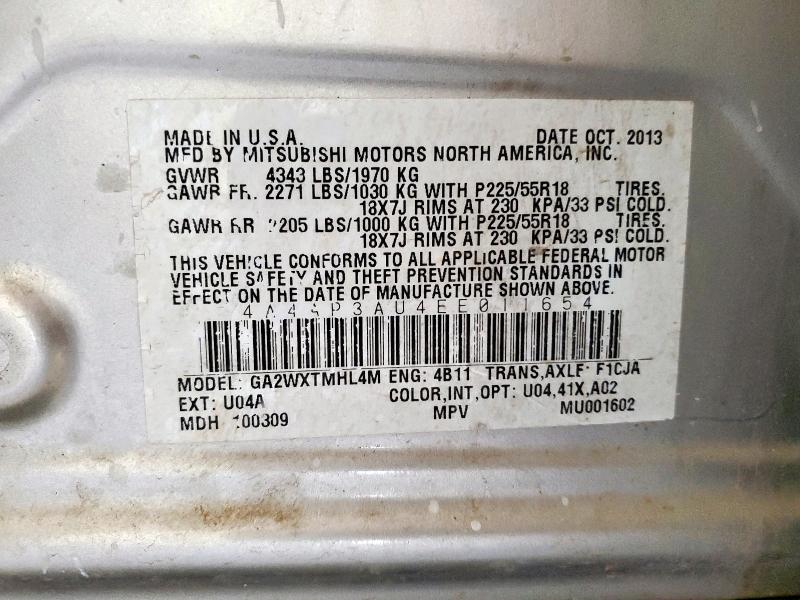 MADE IN U.S.A. DATE OCT. 2013
MFD BY MITSUBISHI MOTORS NORTH AMERICA, INC.
GVWR 4343 LBS/1970 KG
GAWR FR. 2271 LBS/1030 KG WITH P225/55R18 TIRES.
18X7J RIMS AT 230 KPA/33 PSI COLD.
GAWR RR 2205 LBS/1000 KG WITH P225/55R18 TIRES.
18X7J RIMS AT 230 KPA/33 PSI COLD.
THIS VEHICLE CONFORMS TO ALL APPLICABLE FEDERAL MOTOR
VEHICLE SAFETY AND THEFT PREVENTION STANDARDS IN
EFFECT ON THE DATE OF MANUFACTURE SHOWN ABOVE.
4A4AP3AU4EE011654
MODEL: GA2WXTMHL4M ENG: 4B11 TRANS,AXLE: F1CJA
EXT: U04A COLOR,INT,OPT: U04,41X,A02
MDH 100309 MPV MU001602